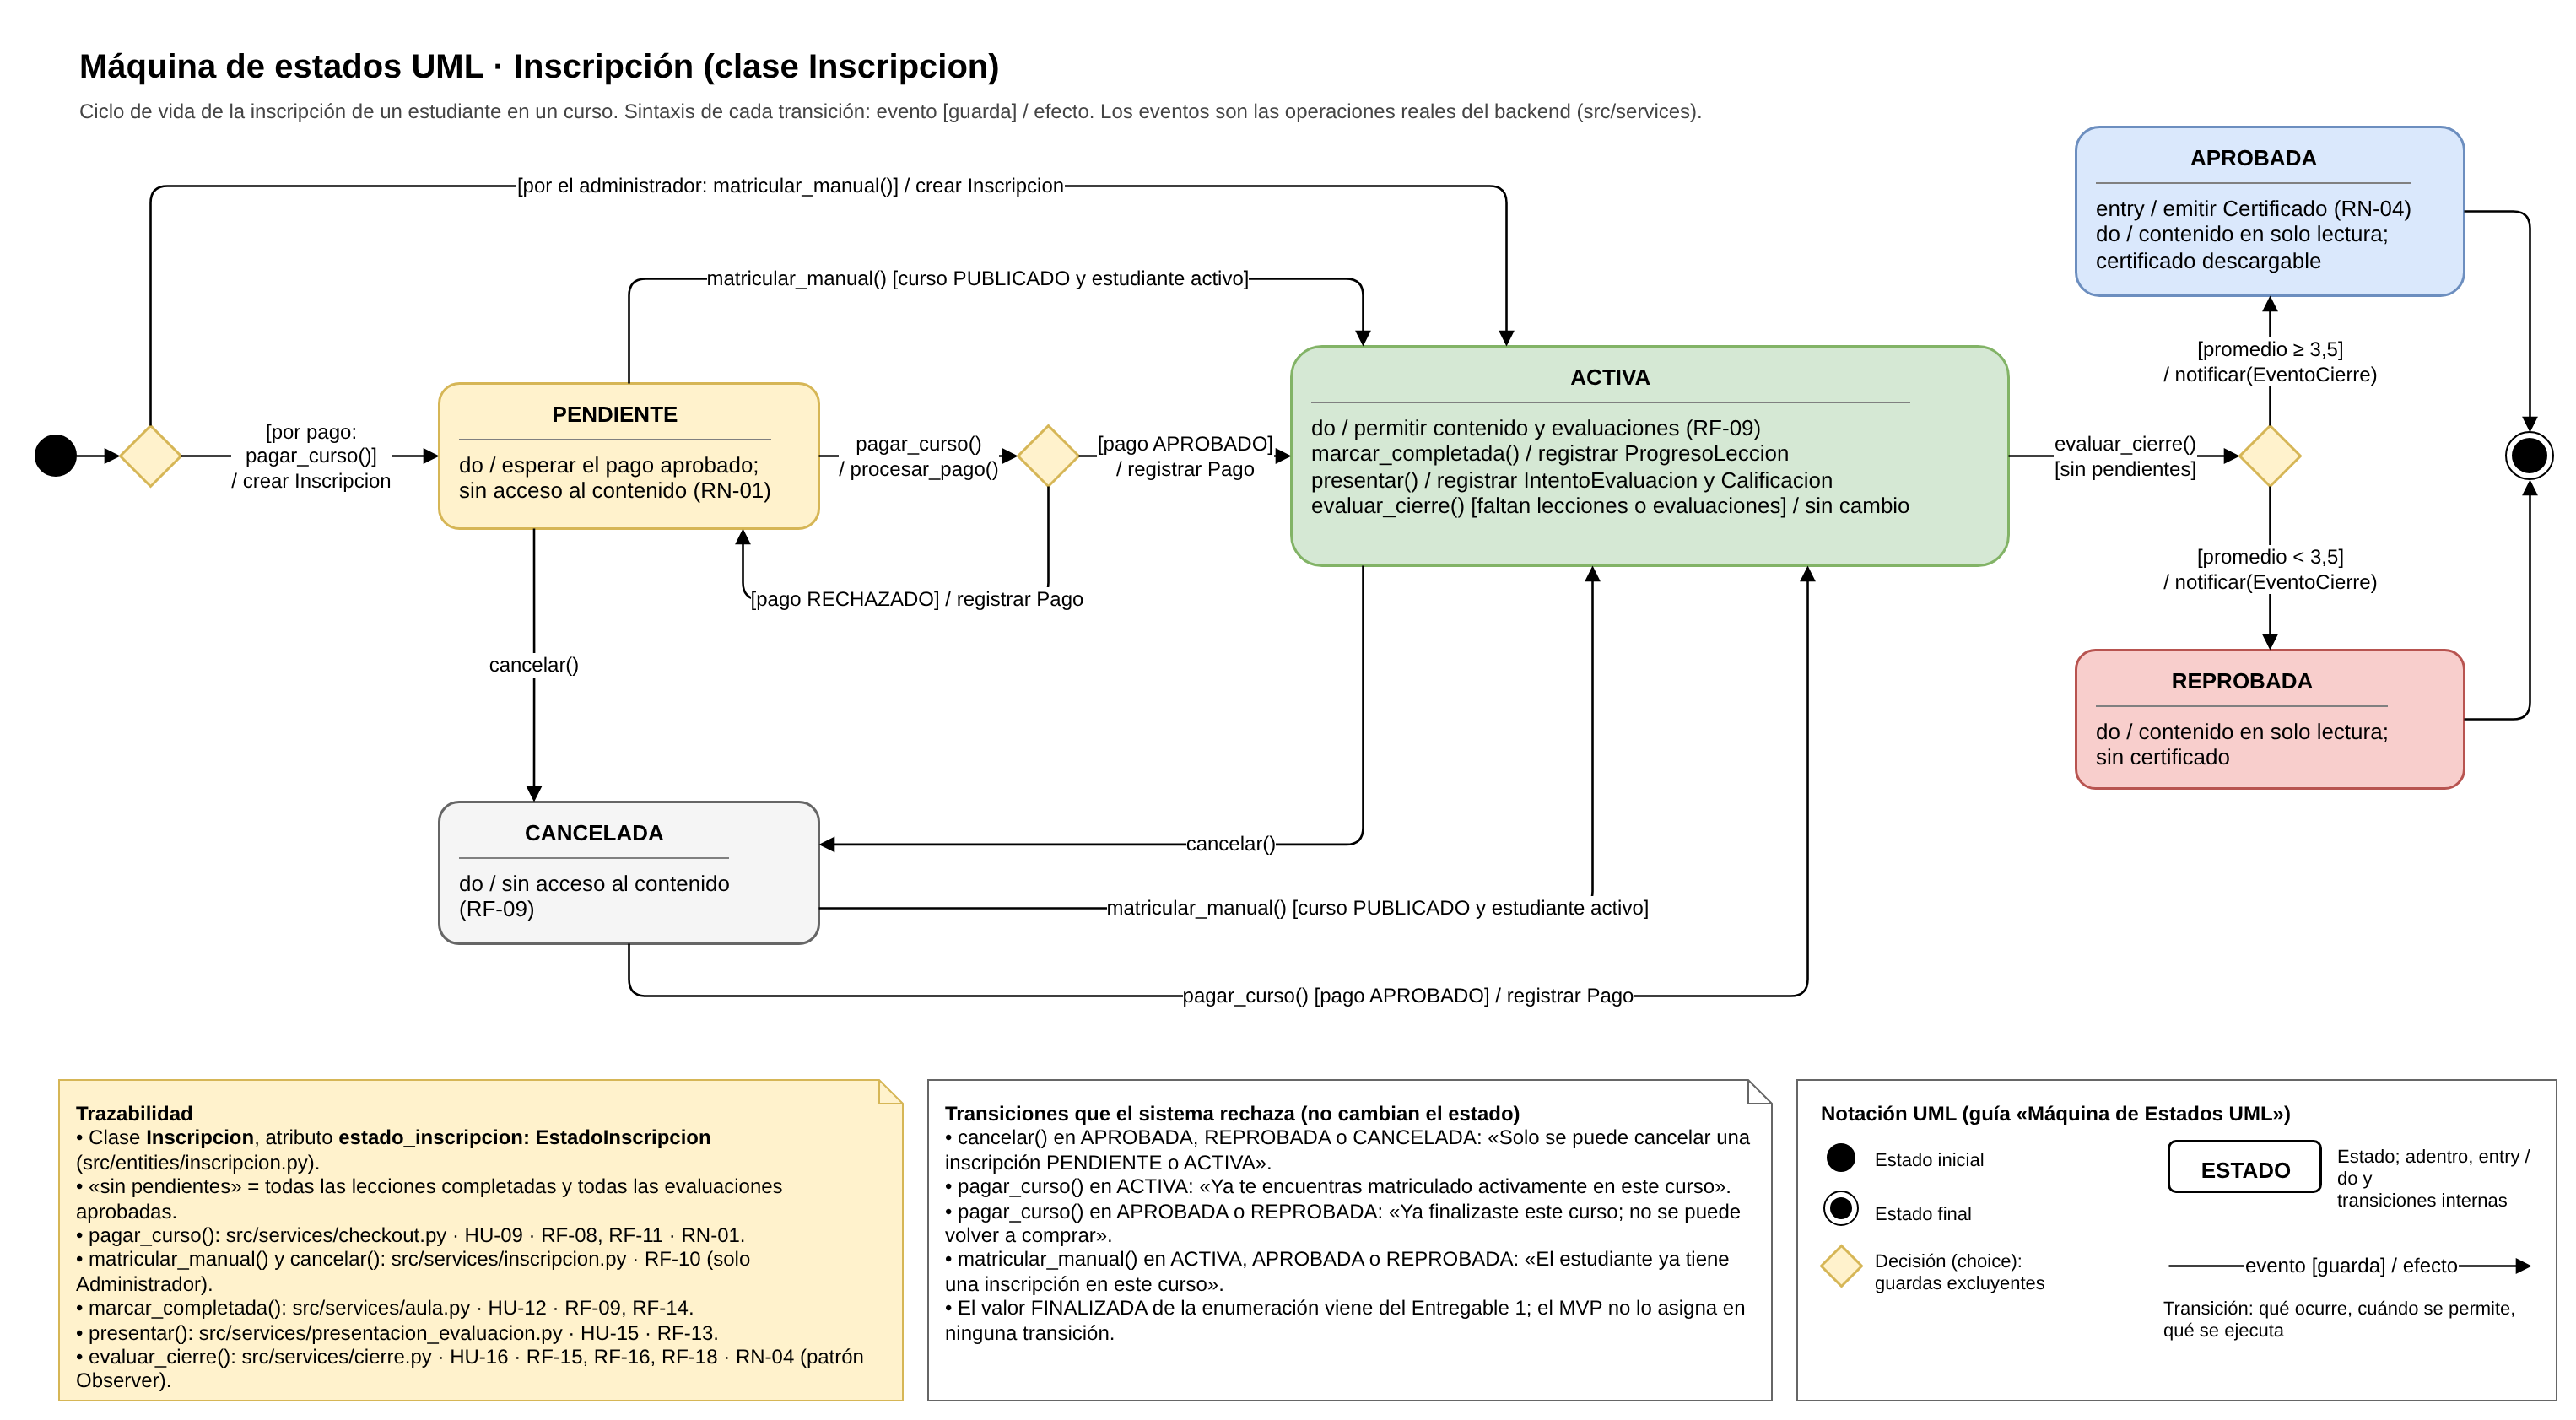 Máquina de estados UML · Inscripción (clase Inscripcion)
Ciclo de vida de la inscripción de un estudiante en un curso. Sintaxis de cada transición: evento [guarda] / efecto. Los eventos son las operaciones reales del backend (src/services).
[por el administrador: matricular_manual()] / crear Inscripcion
matricular_manual() [curso PUBLICADO y estudiante activo]
[por pago:
pagar_curso()]
/ crear Inscripcion
PENDIENTE
do / esperar el pago aprobado;
sin acceso al contenido (RN-01)
pagar_curso()
/ procesar_pago()
[pago APROBADO]
/ registrar Pago
[pago RECHAZADO] / registrar Pago
ACTIVA
do / permitir contenido y evaluaciones (RF-09)
marcar_completada() / registrar ProgresoLeccion
presentar() / registrar IntentoEvaluacion y Calificacion
evaluar_cierre() [faltan lecciones o evaluaciones] / sin cambio
evaluar_cierre()
[sin pendientes]
APROBADA
entry / emitir Certificado (RN-04)
do / contenido en solo lectura;
certificado descargable
[promedio ≥ 3,5]
/ notificar(EventoCierre)
[promedio < 3,5]
/ notificar(EventoCierre)
REPROBADA
do / contenido en solo lectura;
sin certificado
cancelar()
CANCELADA
do / sin acceso al contenido
(RF-09)
cancelar()
matricular_manual() [curso PUBLICADO y estudiante activo]
pagar_curso() [pago APROBADO] / registrar Pago
Trazabilidad
• Clase Inscripcion, atributo estado_inscripcion: EstadoInscripcion
(src/entities/inscripcion.py).
• «sin pendientes» = todas las lecciones completadas y todas las evaluaciones
aprobadas.
• pagar_curso(): src/services/checkout.py · HU-09 · RF-08, RF-11 · RN-01.
• matricular_manual() y cancelar(): src/services/inscripcion.py · RF-10 (solo
Administrador).
• marcar_completada(): src/services/aula.py · HU-12 · RF-09, RF-14.
• presentar(): src/services/presentacion_evaluacion.py · HU-15 · RF-13.
• evaluar_cierre(): src/services/cierre.py · HU-16 · RF-15, RF-16, RF-18 · RN-04 (patrón
Observer).
Transiciones que el sistema rechaza (no cambian el estado)
• cancelar() en APROBADA, REPROBADA o CANCELADA: «Solo se puede cancelar una
inscripción PENDIENTE o ACTIVA».
• pagar_curso() en ACTIVA: «Ya te encuentras matriculado activamente en este curso».
• pagar_curso() en APROBADA o REPROBADA: «Ya finalizaste este curso; no se puede
volver a comprar».
• matricular_manual() en ACTIVA, APROBADA o REPROBADA: «El estudiante ya tiene
una inscripción en este curso».
• El valor FINALIZADA de la enumeración viene del Entregable 1; el MVP no lo asigna en
ninguna transición.
Notación UML (guía «Máquina de Estados UML»)
Estado inicial
Estado final
Decisión (choice):
guardas excluyentes
ESTADO
Estado; adentro, entry /
do y
transiciones internas
evento [guarda] / efecto
Transición: qué ocurre, cuándo se permite,
qué se ejecuta